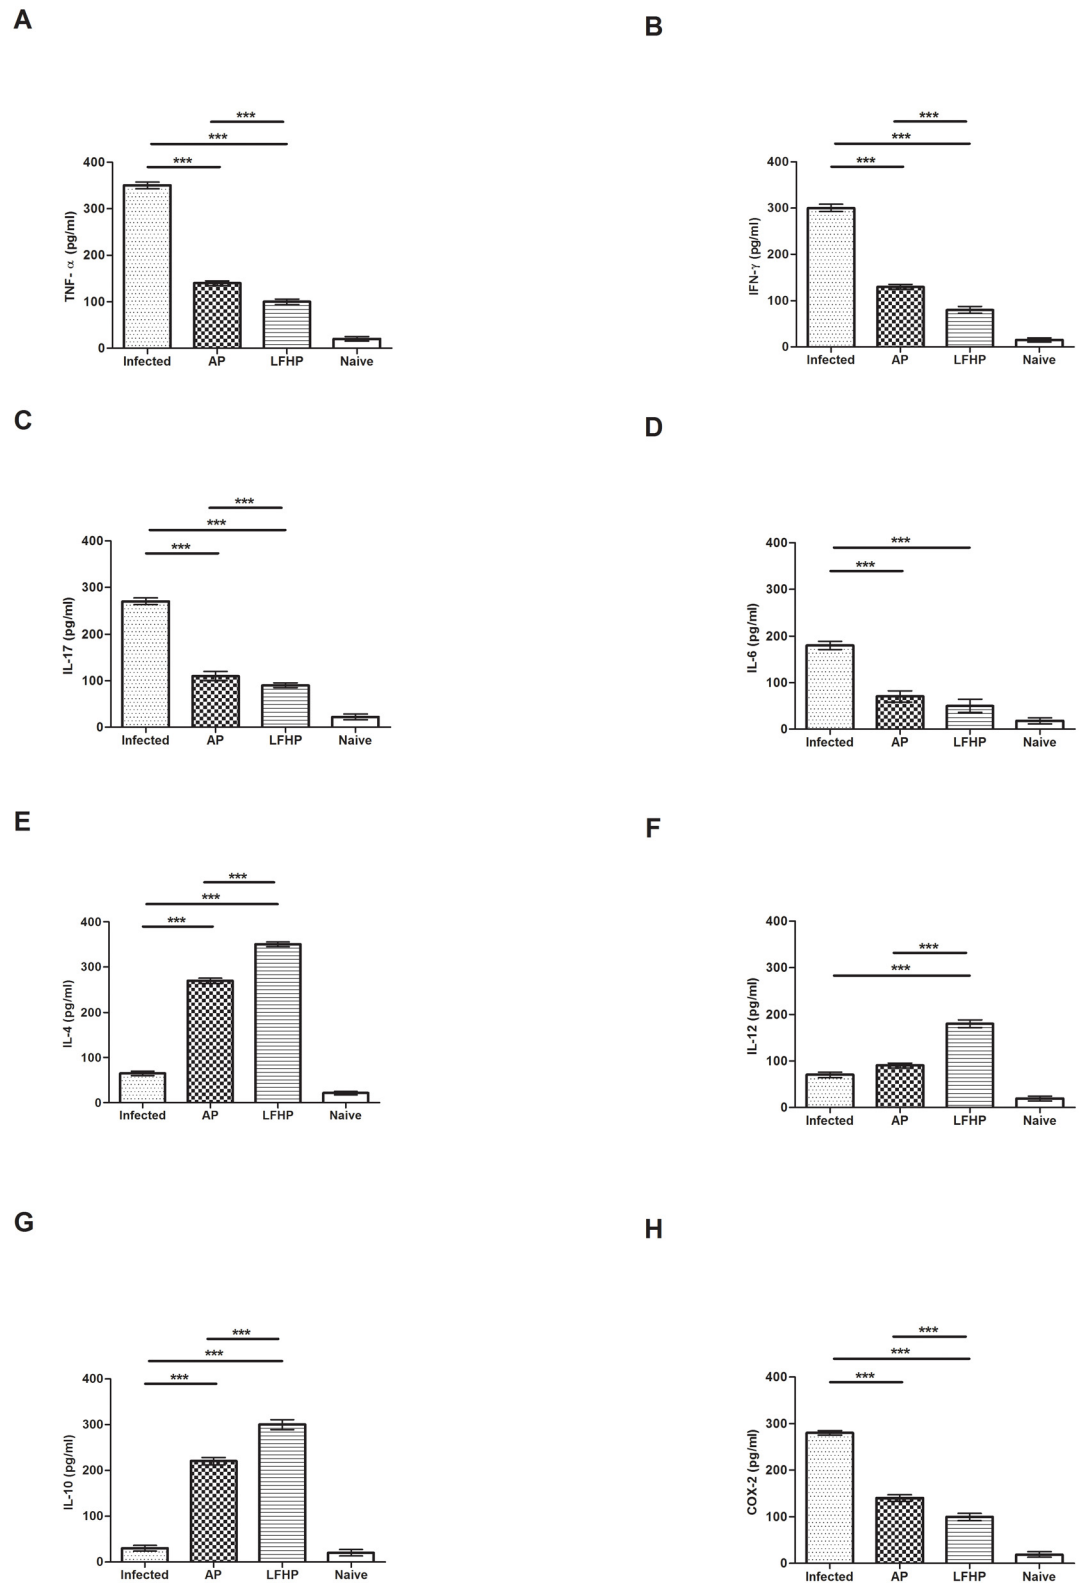 A
***
***
***
400
300
200
100
0
TNF- α (pg/ml)
Infected AP LFHP Naive
B
***
***
***
400
300
200
100
0
IFN-γ (pg/ml)
Infected AP LFHP Naive
C
***
***
***
400
300
200
100
0
IL-17 (pg/ml)
Infected AP LFHP Naive
D
***
***
400
300
200
100
0
IL-6 (pg/ml)
Infected AP LFHP Naive
E
***
***
***
400
300
200
100
0
IL-4 (pg/ml)
Infected AP LFHP Naive
F
***
***
400
300
200
100
0
IL-12 (pg/ml)
Infected AP LFHP Naive
G
***
***
***
400
300
200
100
0
IL-10 (pg/ml)
Infected AP LFHP Naive
H
***
***
***
400
300
200
100
0
COX-2 (pg/ml)
Infected AP LFHP Naive